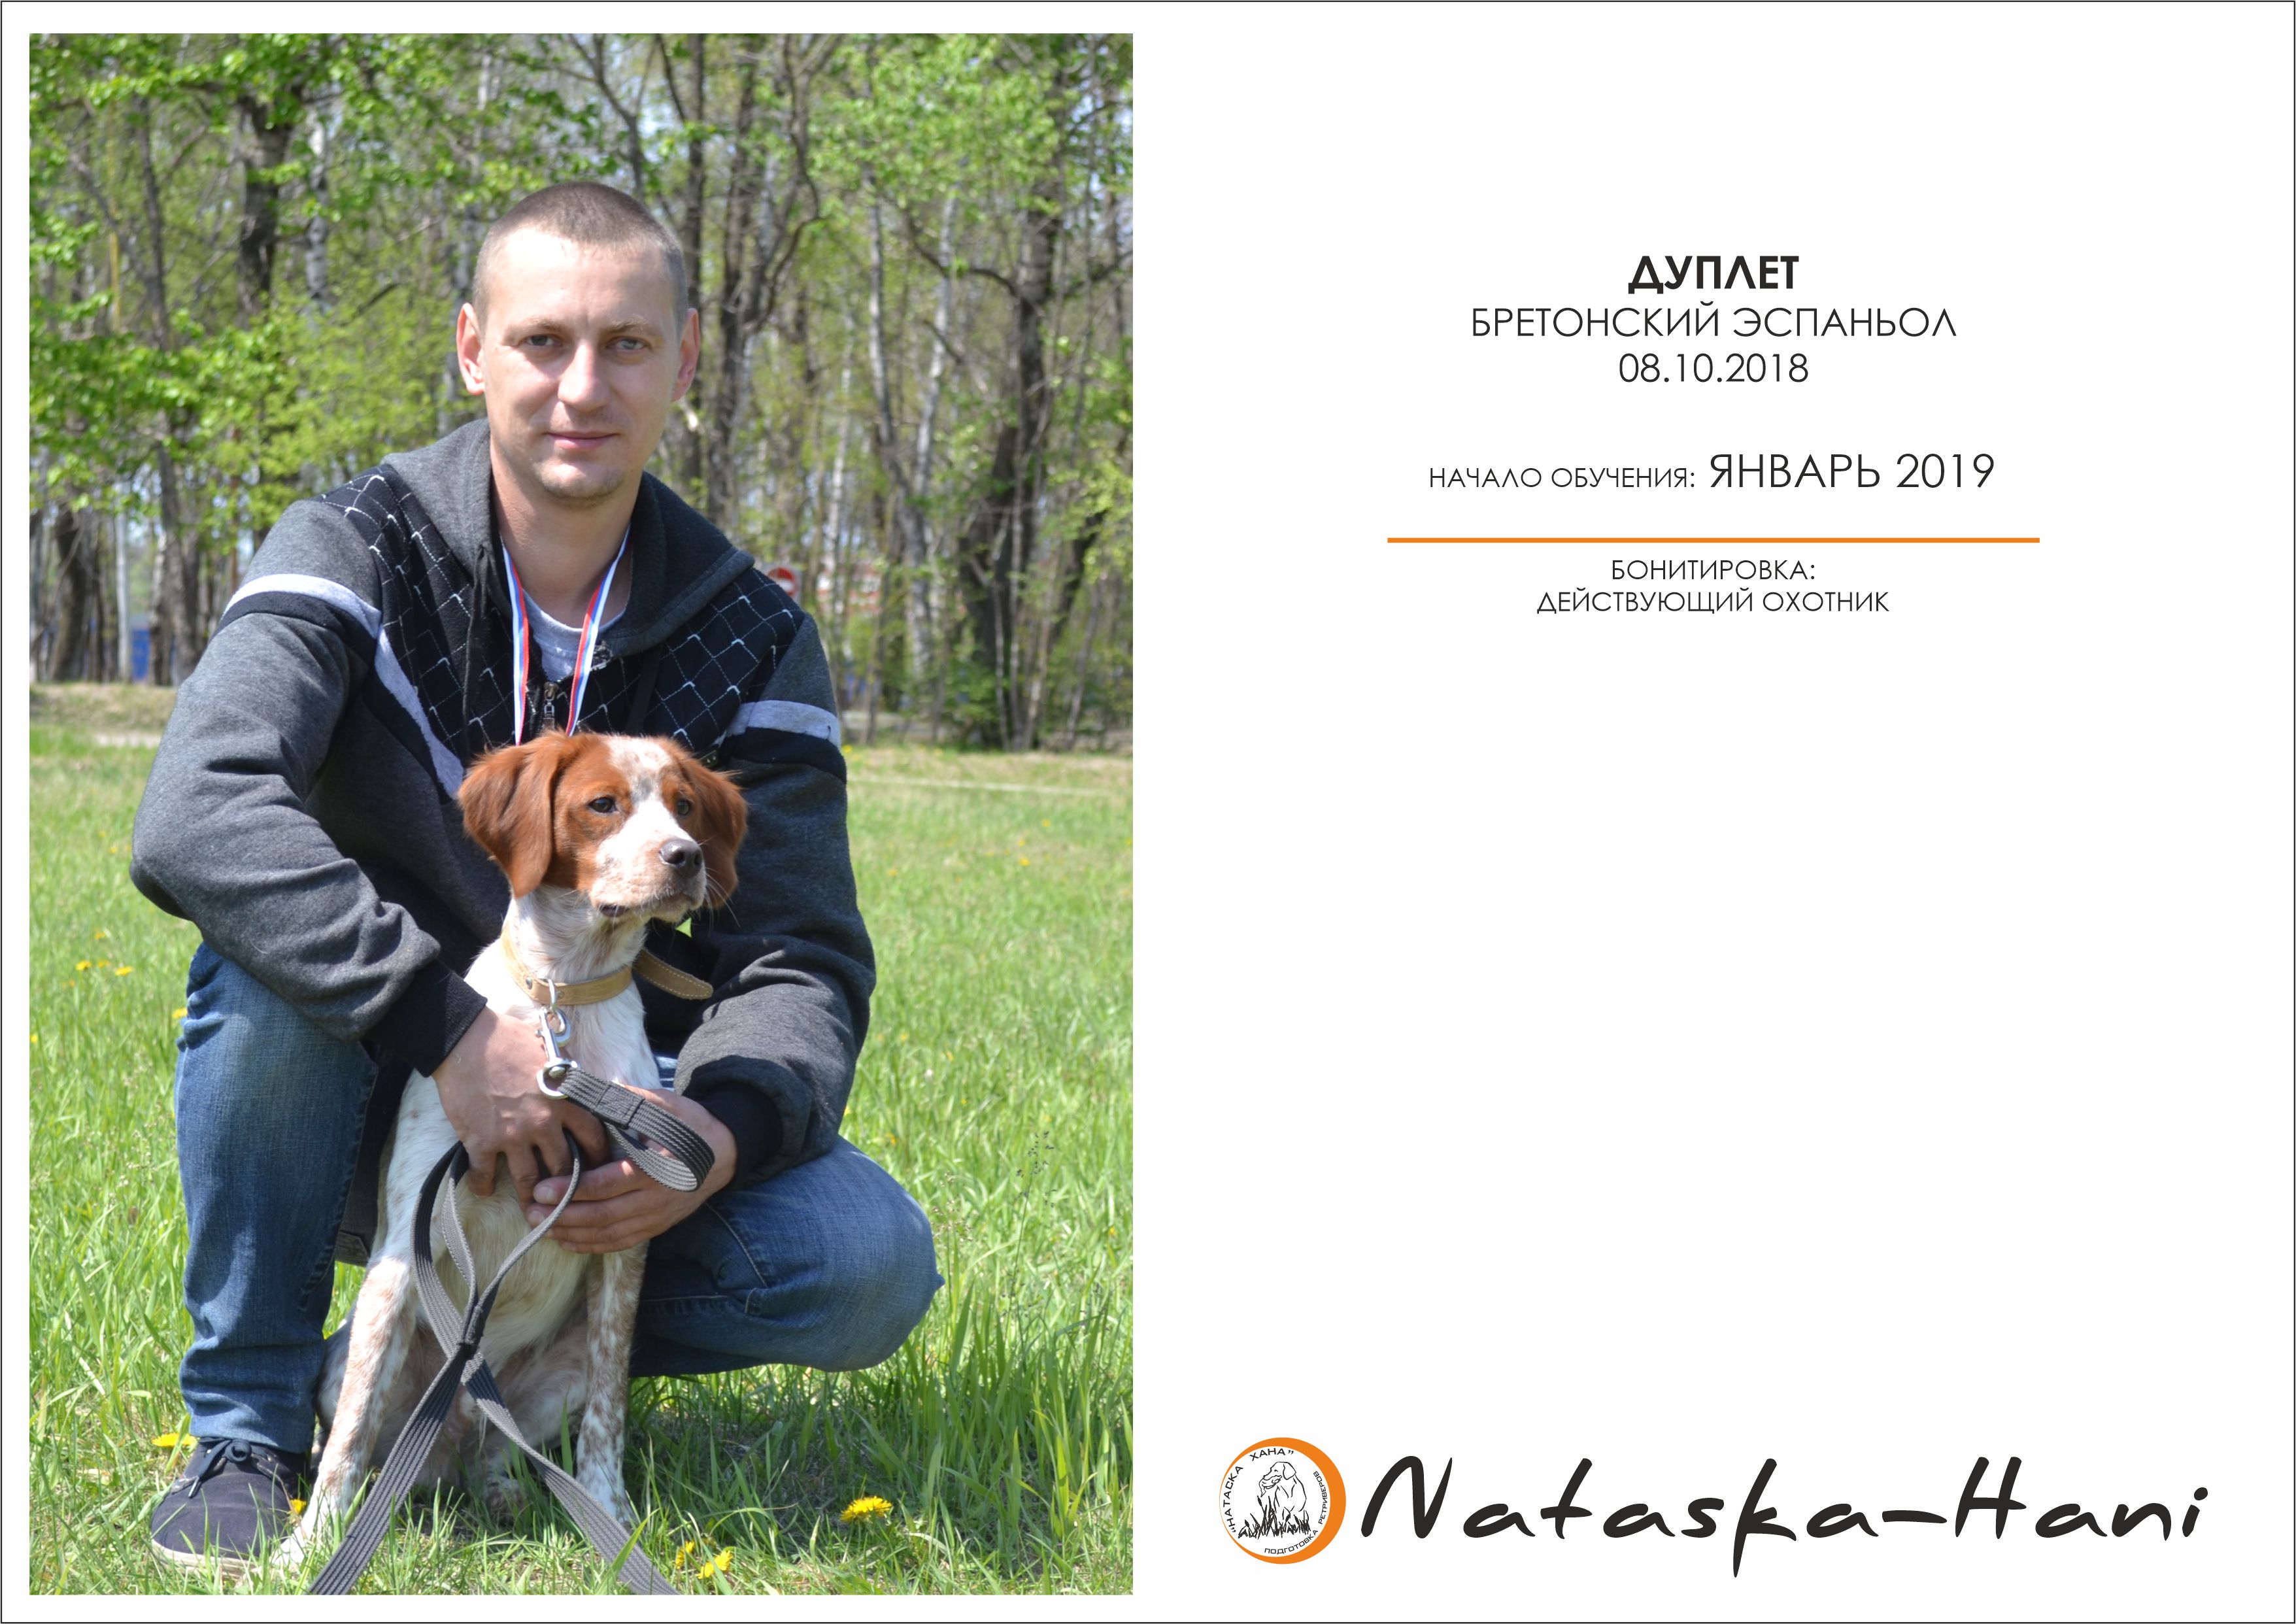 ДУПЛЕТ
БРЕТОНСКИЙ ЭСПАНЬОЛ
08.10.2018
НАЧАЛО ОБУЧЕНИЯ: ЯНВАРЬ 2019
БОНИТИРОВКА:
ДЕЙСТВУЮЩИЙ ОХОТНИК
"НАТАСКА ХАНА"
ПОДГОТОВКА РЕТРИВЕРОВ
Nataska-Hani